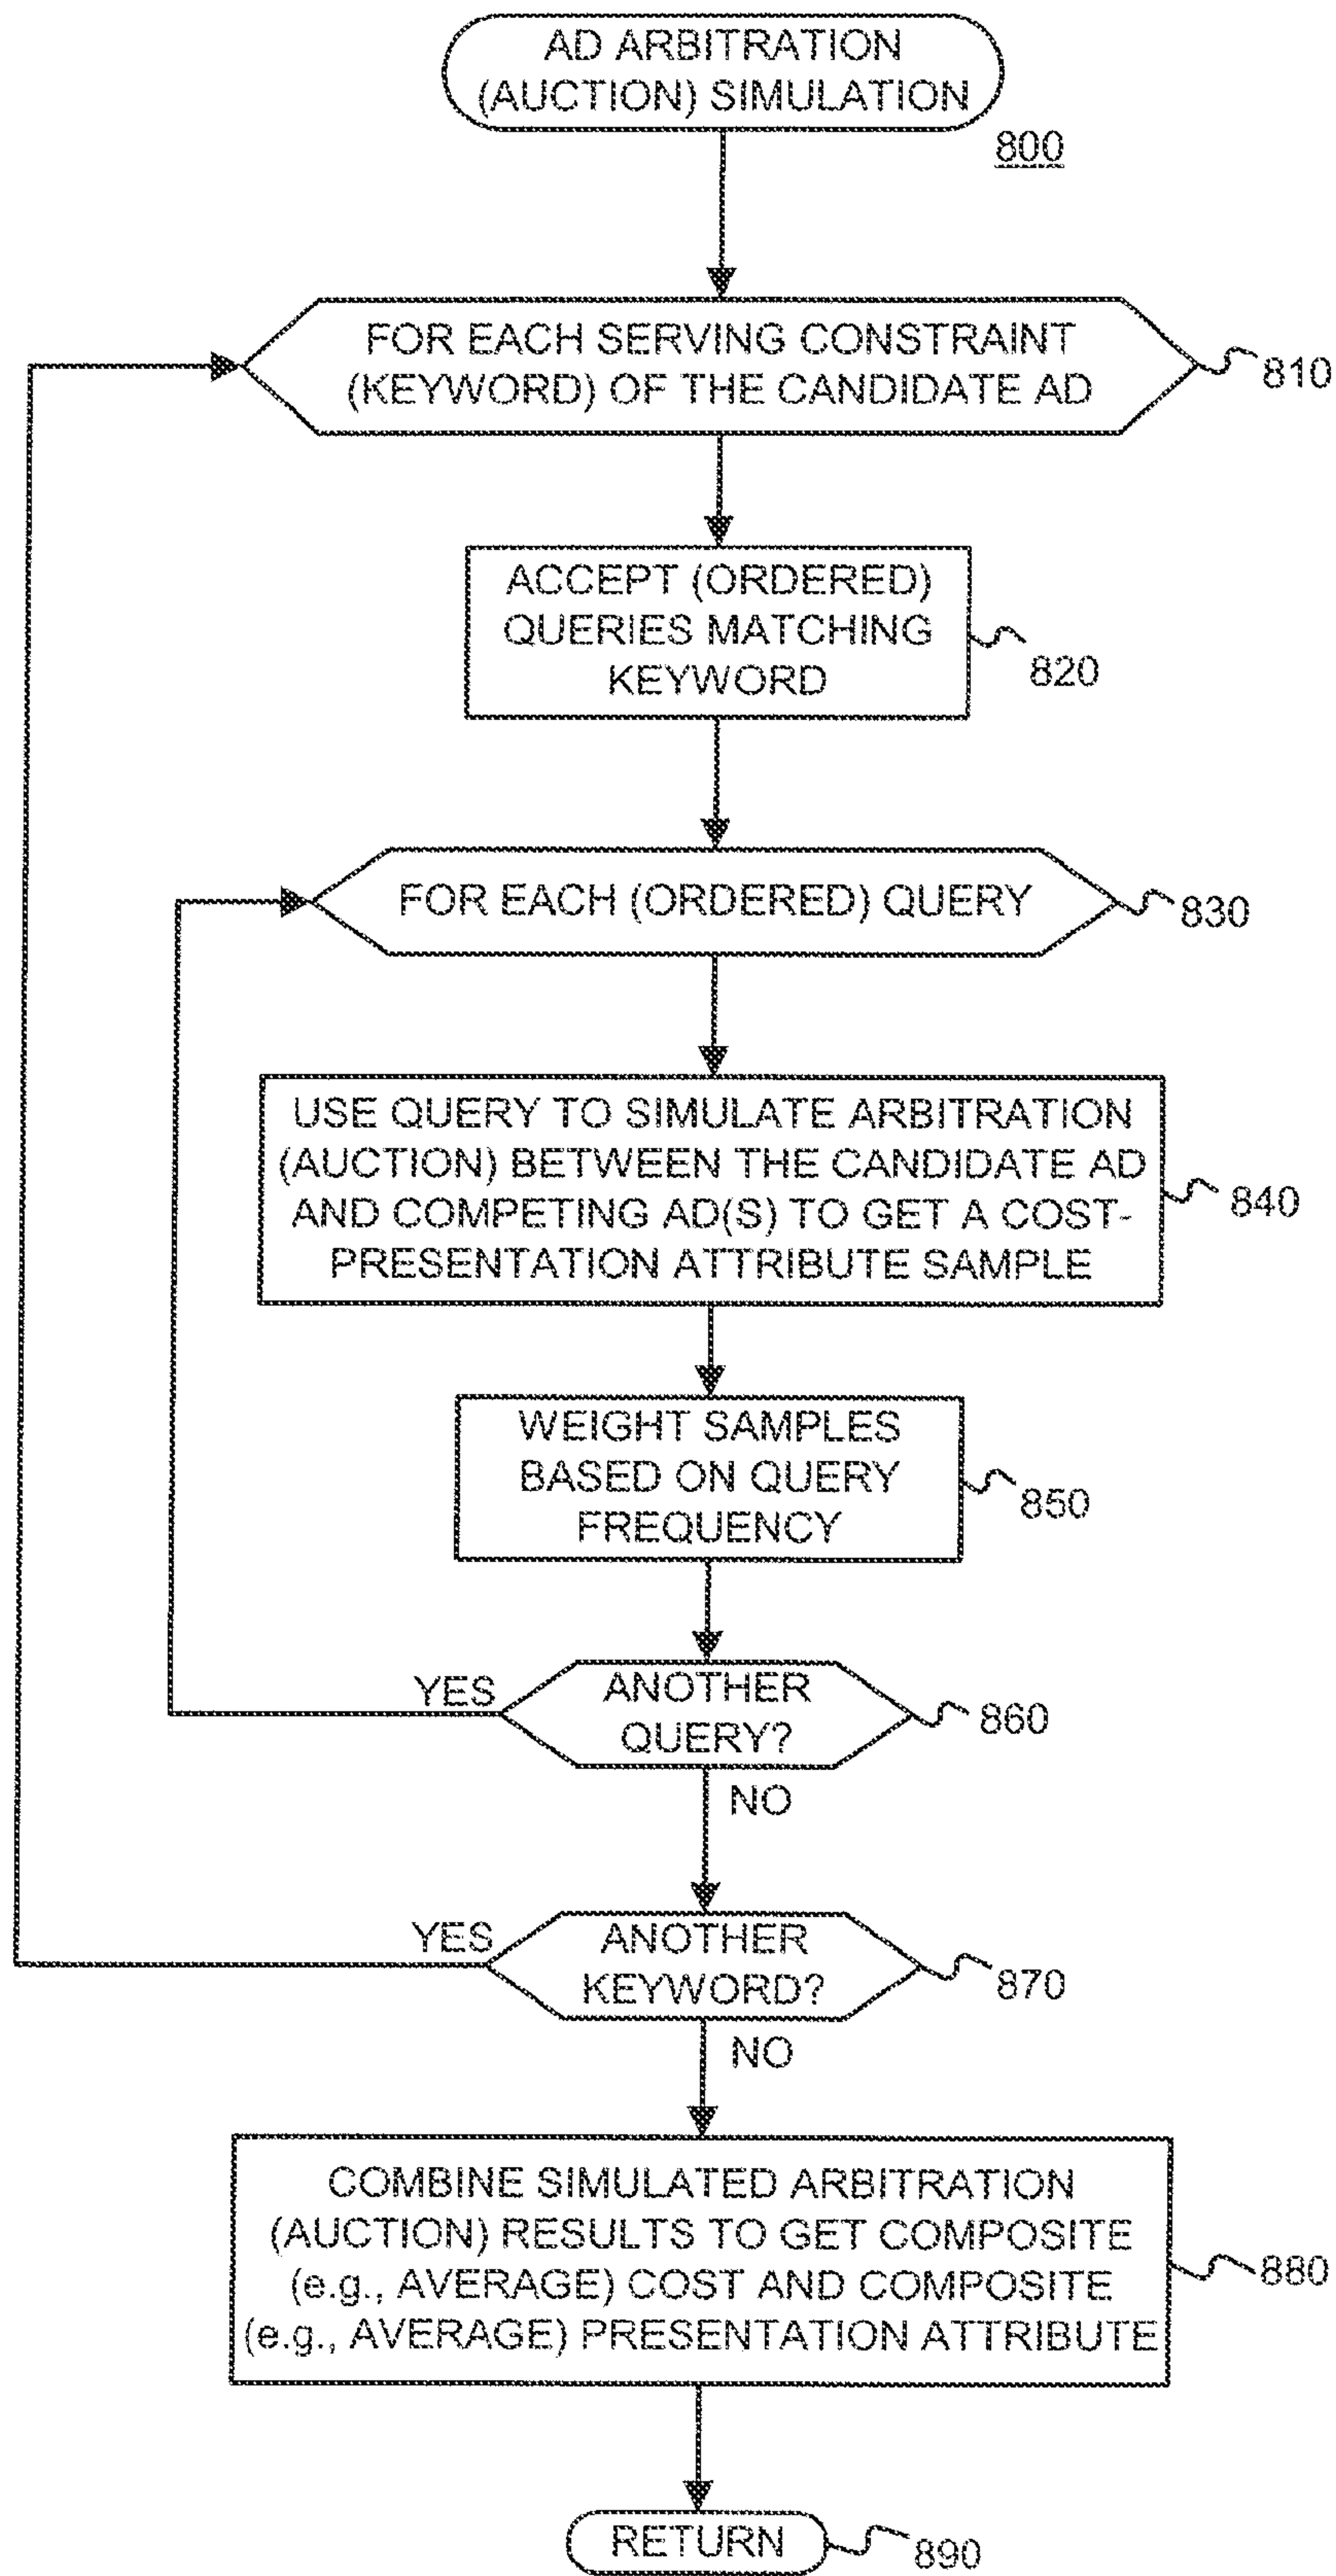 AD ARBITRATION
(AUCTION) SIMULATION
800
FOR EACH SERVING CONSTRAINT
(KEYWORD) OF THE CANDIDATE AD
810
ACCEPT (ORDERED)
QUERIES MATCHING
KEYWORD
820
FOR EACH (ORDERED) QUERY
830
USE QUERY TO SIMULATE ARBITRATION
(AUCTION) BETWEEN THE CANDIDATE AD
AND COMPETING AD(S) TO GET A COST-
PRESENTATION ATTRIBUTE SAMPLE
840
WEIGHT SAMPLES
BASED ON QUERY
FREQUENCY
850
YES
ANOTHER
QUERY?
860
NO
YES
ANOTHER
KEYWORD?
870
NO
COMBINE SIMULATED ARBITRATION
(AUCTION) RESULTS TO GET COMPOSITE
(e.g., AVERAGE) COST AND COMPOSITE
(e.g., AVERAGE) PRESENTATION ATTRIBUTE
880
RETURN
890